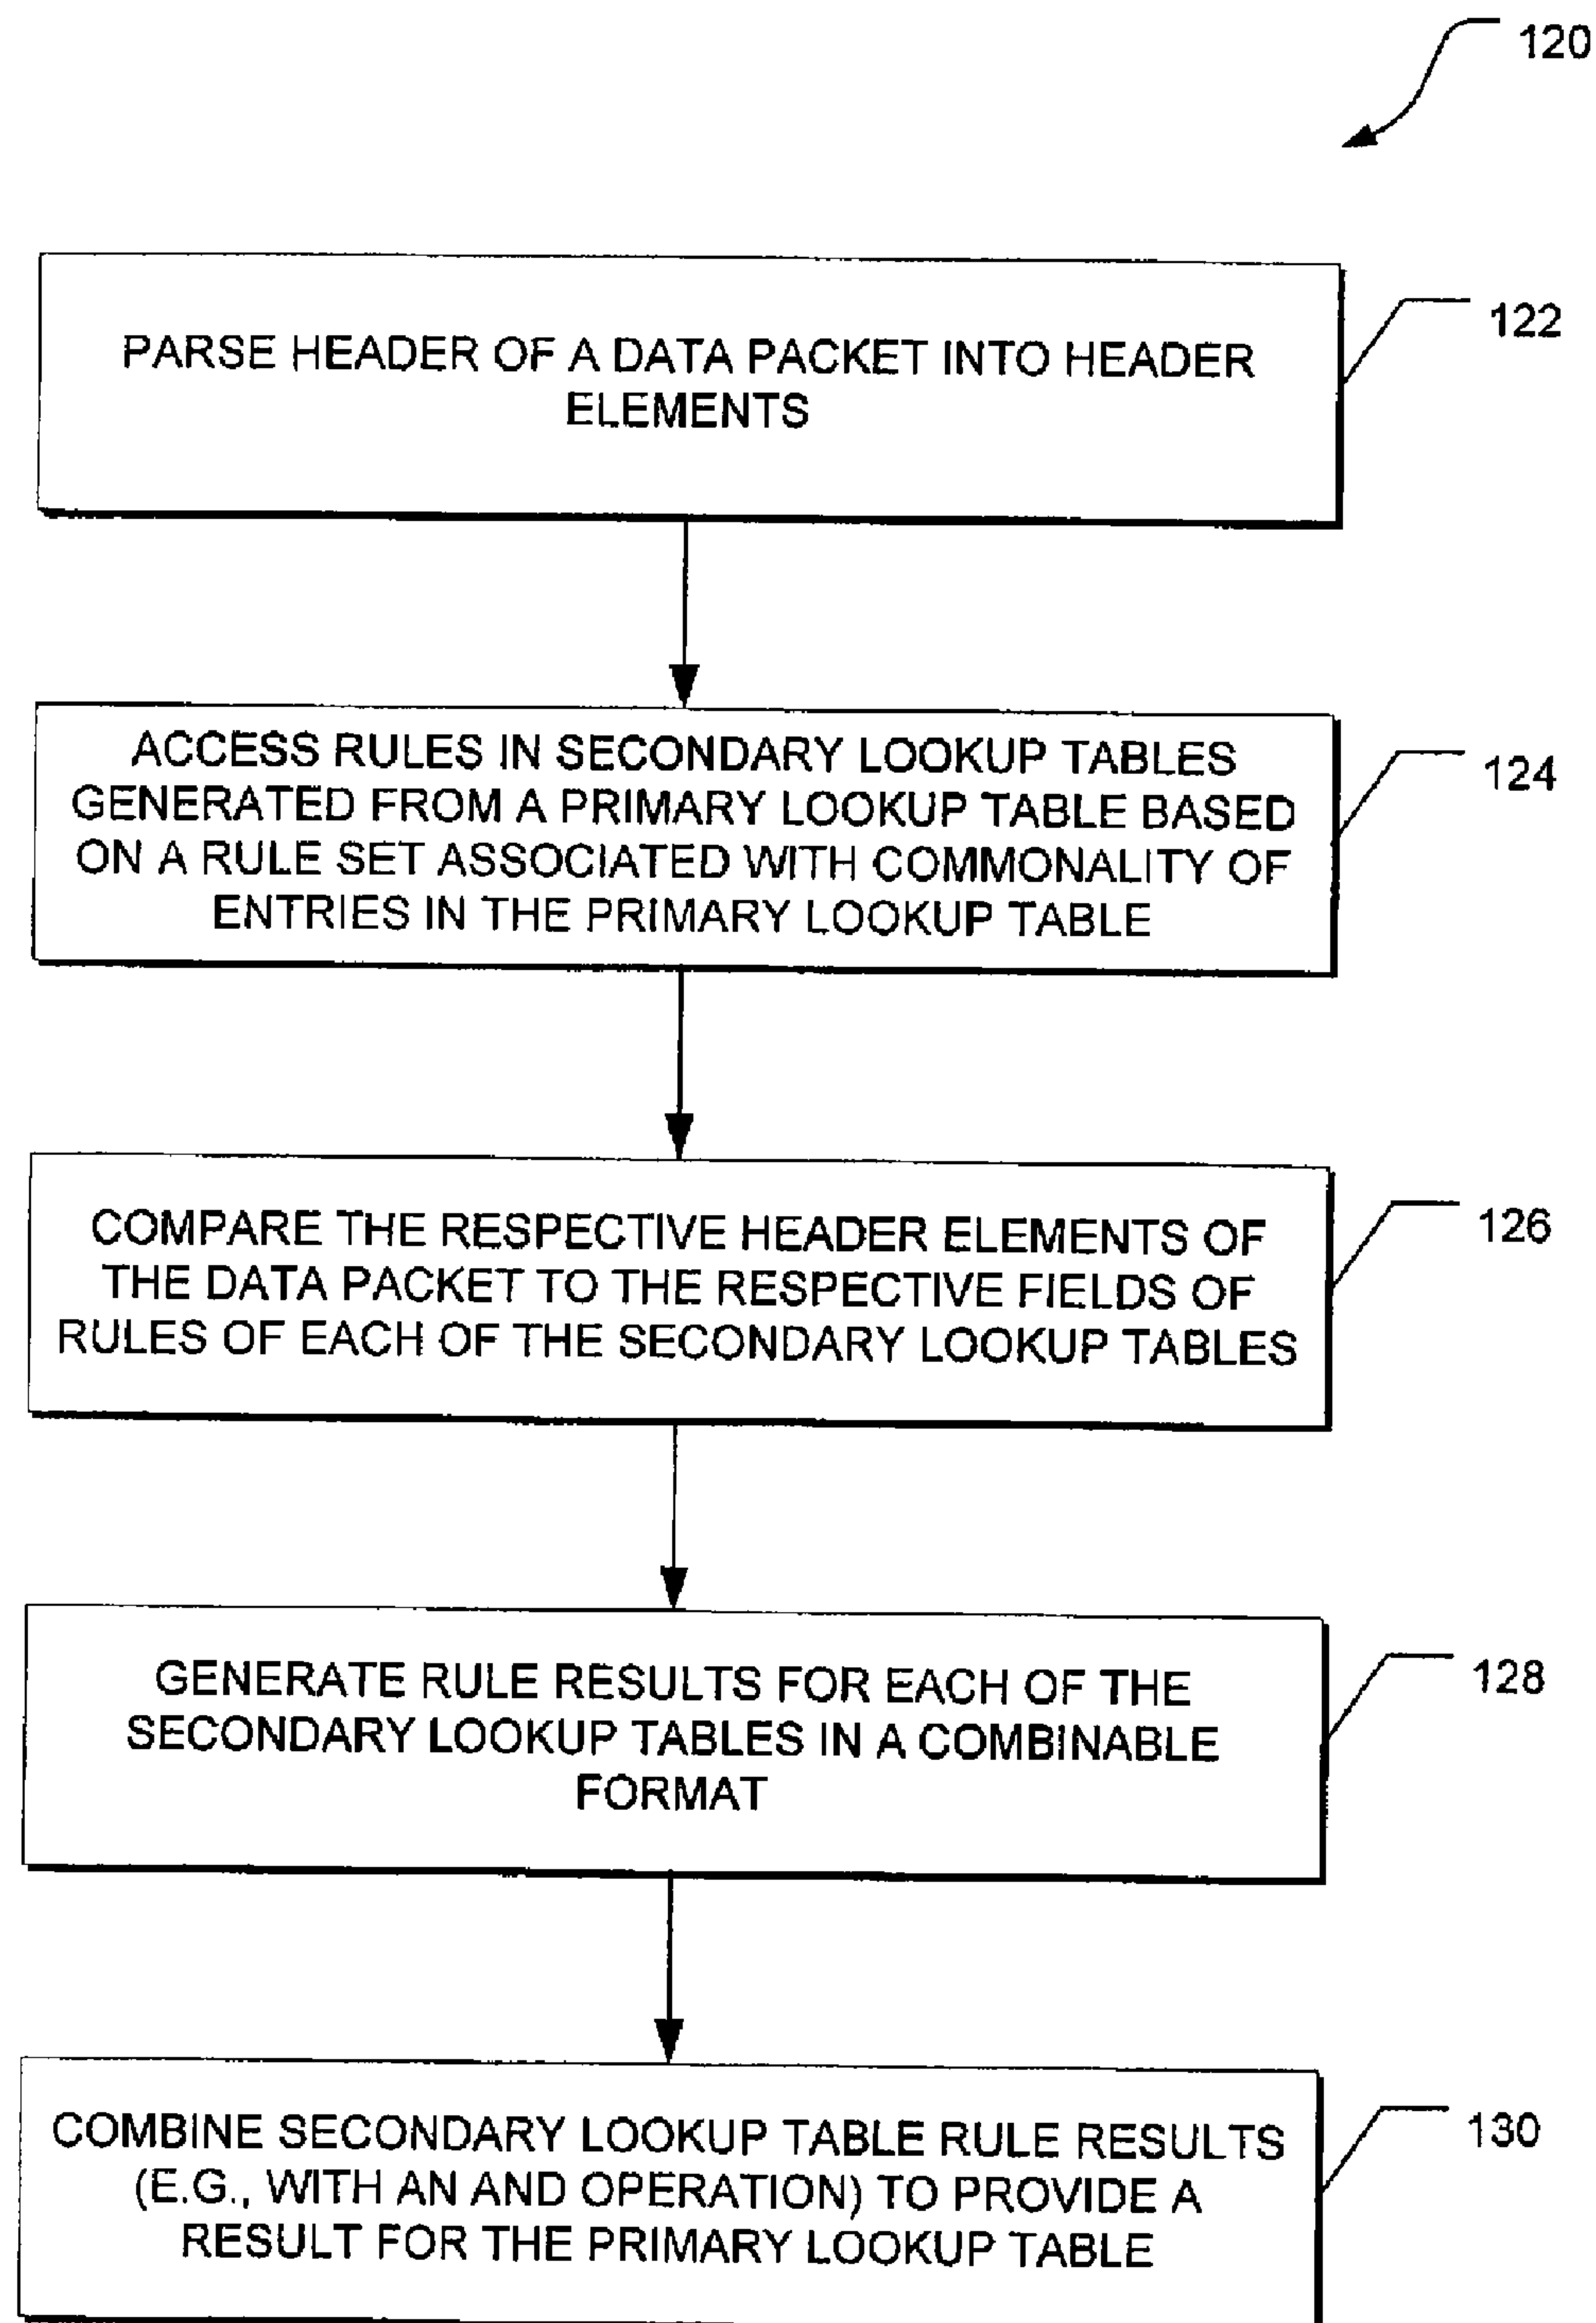 120
PARSE HEADER OF A DATA PACKET INTO HEADER
ELEMENTS
122
ACCESS RULES IN SECONDARY LOOKUP TABLES
GENERATED FROM A PRIMARY LOOKUP TABLE BASED
ON A RULE SET ASSOCIATED WITH COMMONALITY OF
ENTRIES IN THE PRIMARY LOOKUP TABLE
124
COMPARE THE RESPECTIVE HEADER ELEMENTS OF
THE DATA PACKET TO THE RESPECTIVE FIELDS OF
RULES OF EACH OF THE SECONDARY LOOKUP TABLES
126
GENERATE RULE RESULTS FOR EACH OF THE
SECONDARY LOOKUP TABLES IN A COMBINABLE
FORMAT
128
COMBINE SECONDARY LOOKUP TABLE RULE RESULTS
(E.G., WITH AN AND OPERATION) TO PROVIDE A
RESULT FOR THE PRIMARY LOOKUP TABLE
130